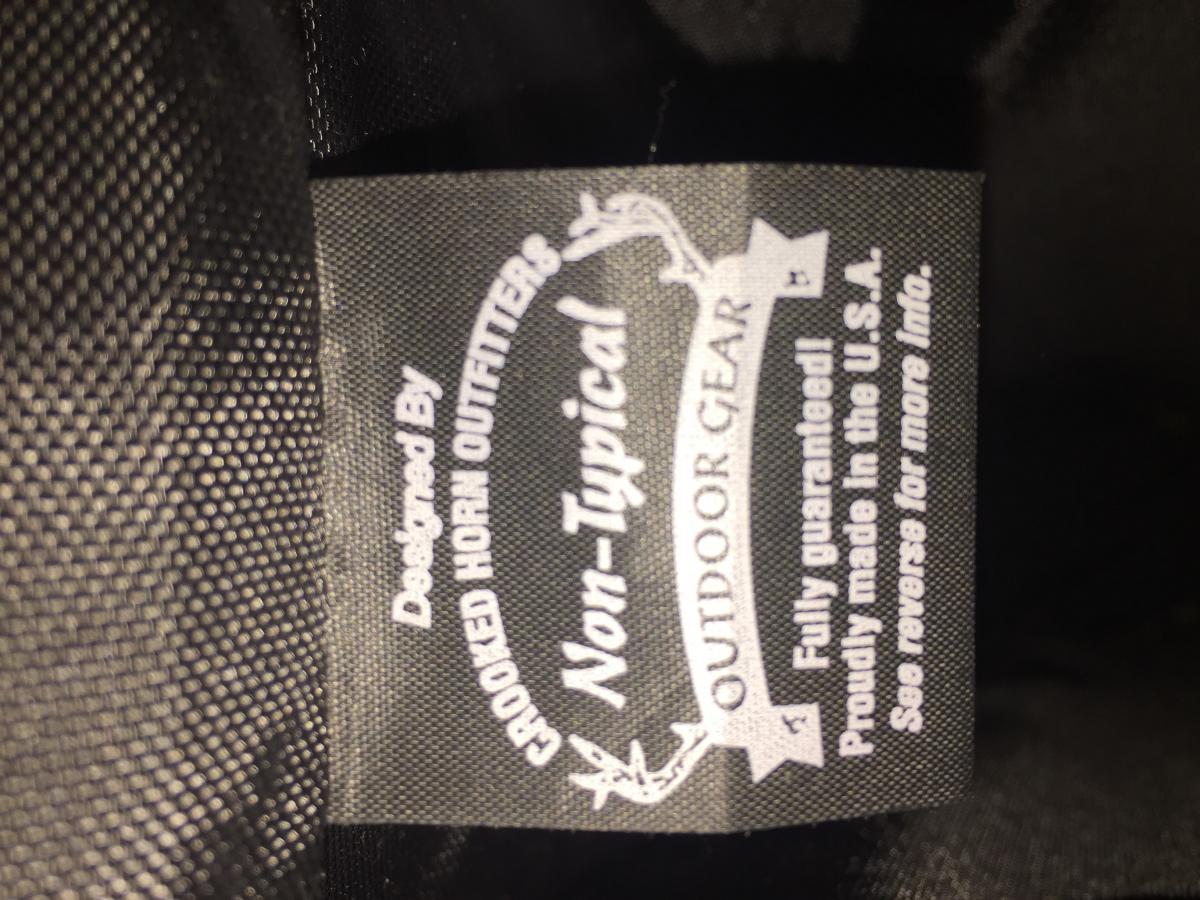 Designed By
CROOKED HORN OUTFITTERS
Non-Typical
OUTDOOR GEAR
Fully guaranteed!
Proudly made in the U.S.A.
See reverse for more info.